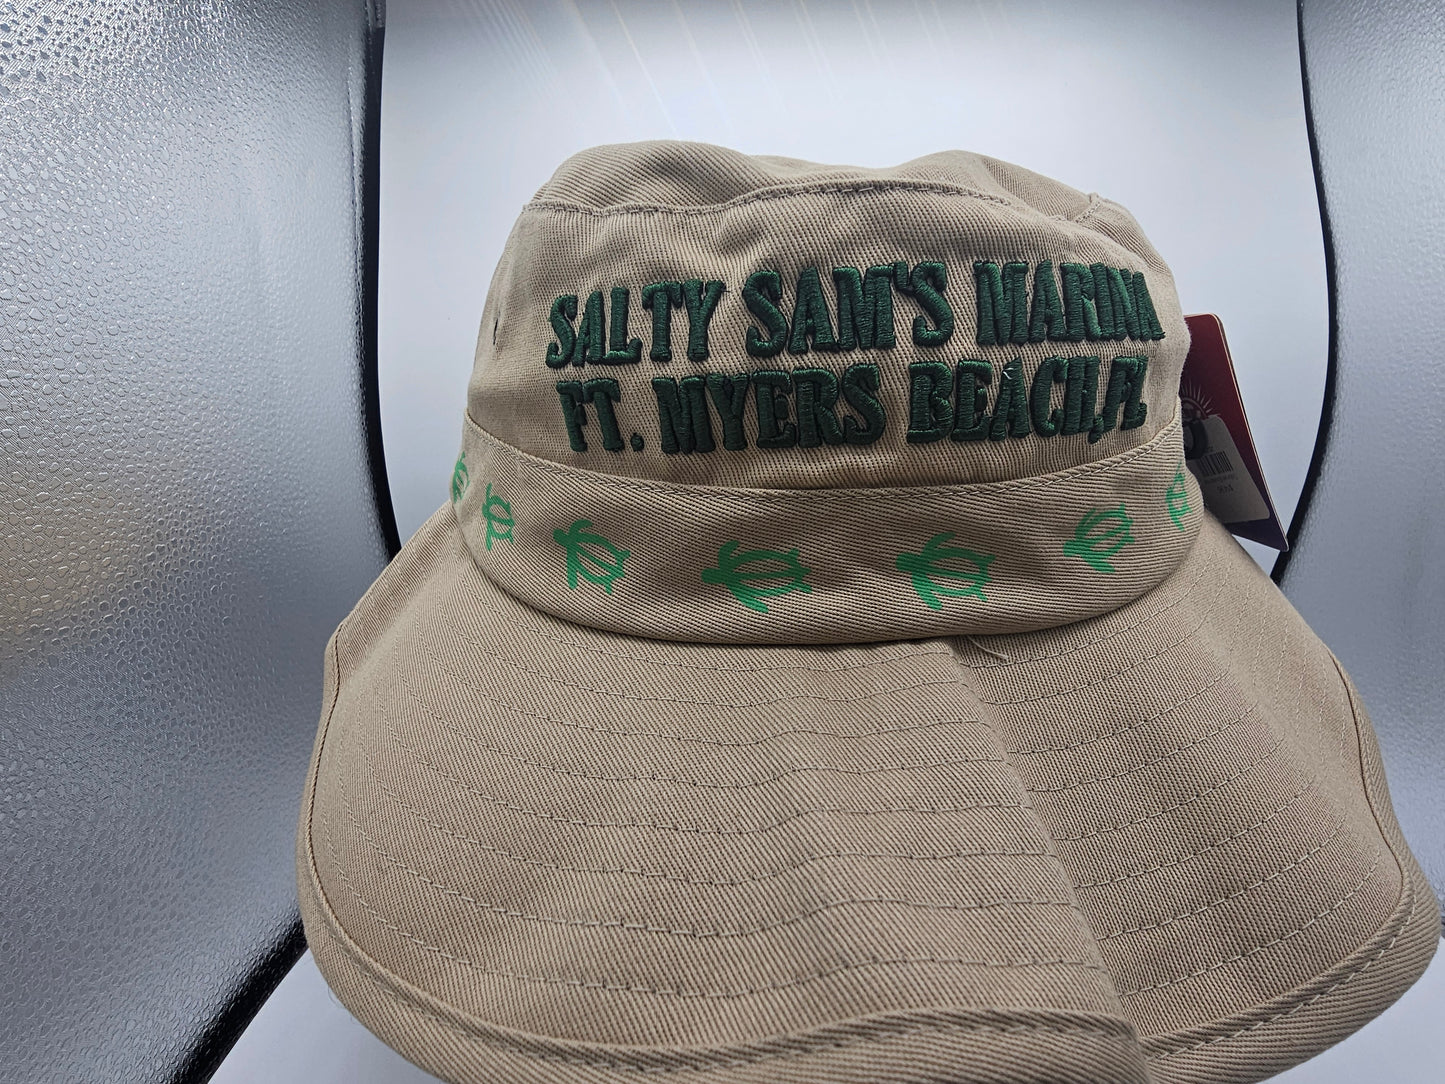 SALTY SAM'S MARINA
FT. MYERS BEACH, FL